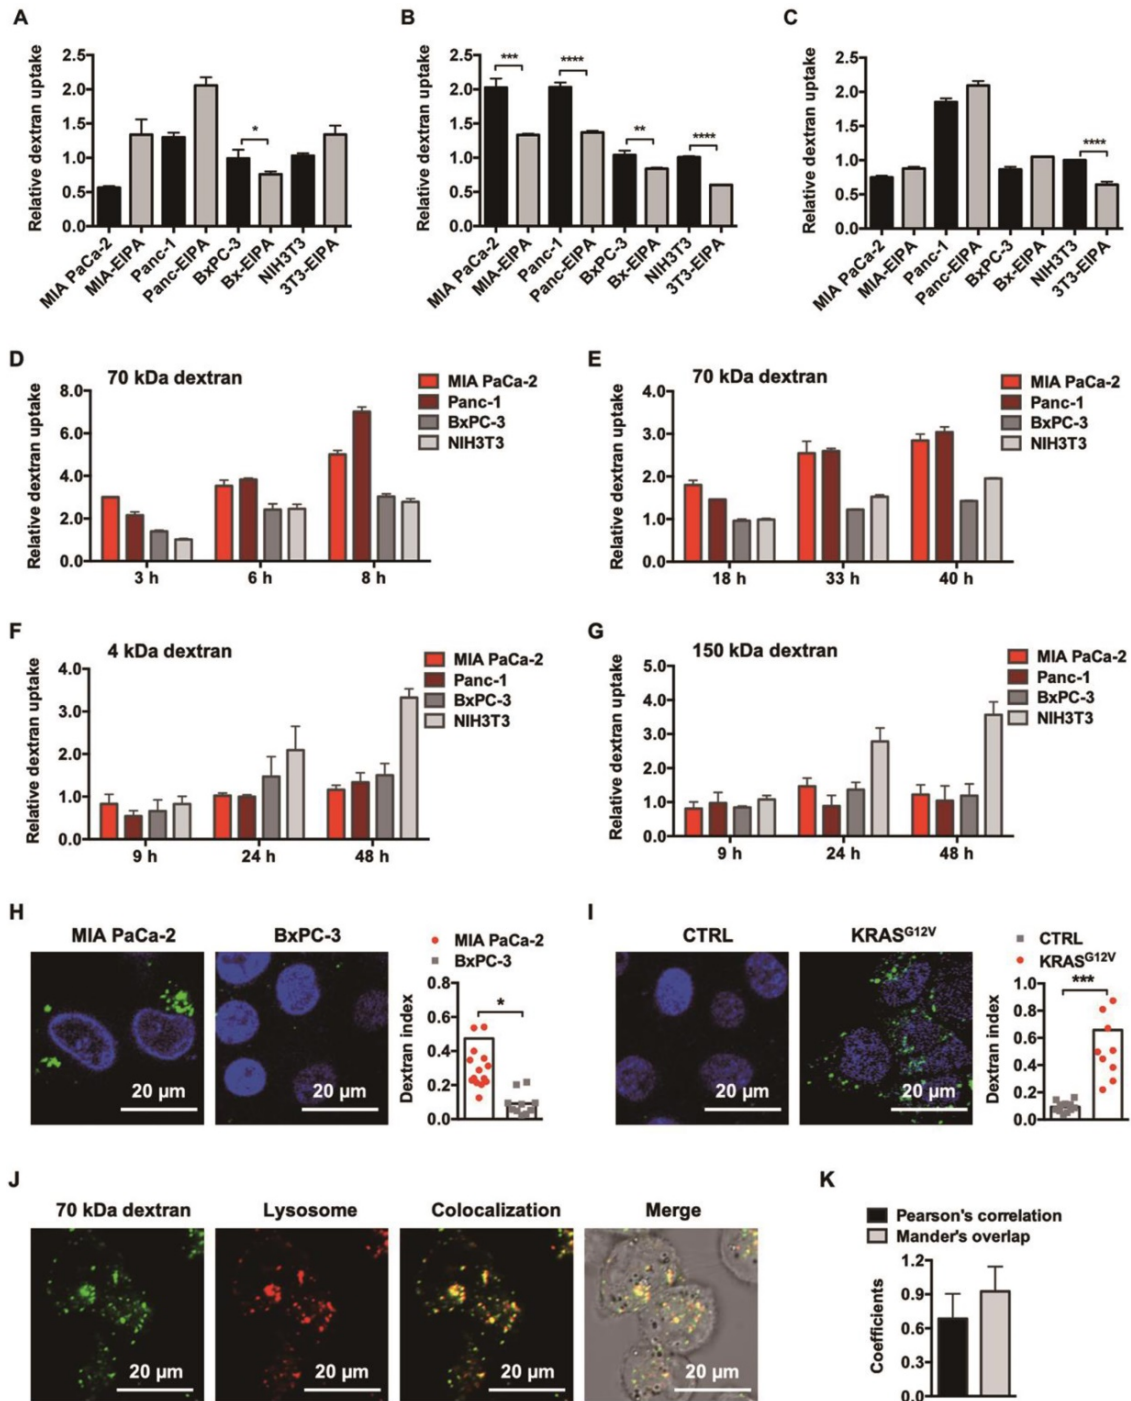 A
Relative dextran uptake
2.5
2.0
1.5
1.0
0.5
0.0
*
MIA PaCa-2
MIA-EIPA
Panc-1
Panc-EIPA
BxPC-3
Bx-EIPA
NIH3T3
3T3-EIPA
B
Relative dextran uptake
2.5
2.0
1.5
1.0
0.5
0.0
***
****
**
****
MIA PaCa-2
MIA-EIPA
Panc-1
Panc-EIPA
BxPC-3
Bx-EIPA
NIH3T3
3T3-EIPA
C
Relative dextran uptake
2.5
2.0
1.5
1.0
0.5
0.0
****
MIA PaCa-2
MIA-EIPA
Panc-1
Panc-EIPA
BxPC-3
Bx-EIPA
NIH3T3
3T3-EIPA
D
70 kDa dextran
Relative dextran uptake
8.0
6.0
4.0
2.0
0.0
3 h
6 h
8 h
MIA PaCa-2
Panc-1
BxPC-3
NIH3T3
E
70 kDa dextran
Relative dextran uptake
4.0
3.0
2.0
1.0
0.0
18 h
33 h
40 h
MIA PaCa-2
Panc-1
BxPC-3
NIH3T3
F
4 kDa dextran
Relative dextran uptake
4.0
3.0
2.0
1.0
0.0
9 h
24 h
48 h
MIA PaCa-2
Panc-1
BxPC-3
NIH3T3
G
150 kDa dextran
Relative dextran uptake
5.0
4.0
3.0
2.0
1.0
0.0
9 h
24 h
48 h
MIA PaCa-2
Panc-1
BxPC-3
NIH3T3
H
MIA PaCa-2
BxPC-3
20 μm
20 μm
MIA PaCa-2
BxPC-3
Dextran index
0.8
0.6
0.4
0.2
0.0
*
I
CTRL
KRASG12V
20 μm
20 μm
CTRL
KRASG12V
Dextran index
1.0
0.8
0.6
0.4
0.2
0.0
***
J
70 kDa dextran
Lysosome
Colocalization
Merge
20 μm
20 μm
20 μm
20 μm
K
Pearson's correlation
Mander's overlap
Coefficients
1.2
0.9
0.6
0.3
0.0